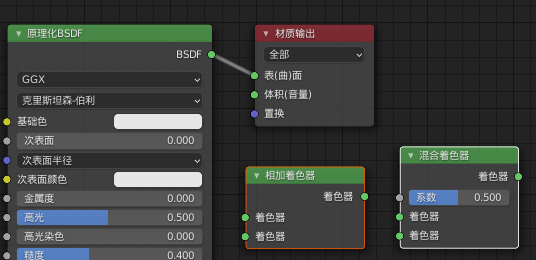 原理化BSDF
BSDF
GGX
克里斯坦森-伯利
基础色
次表面 0.000
次表面半径
次表面颜色
金属度 0.000
高光 0.500
高光染色 0.000
糙度 0.400
材质输出
全部
表(曲)面
体积(音量)
置换
相加着色器
着色器
着色器
着色器
混合着色器
着色器
系数 0.500
着色器
着色器